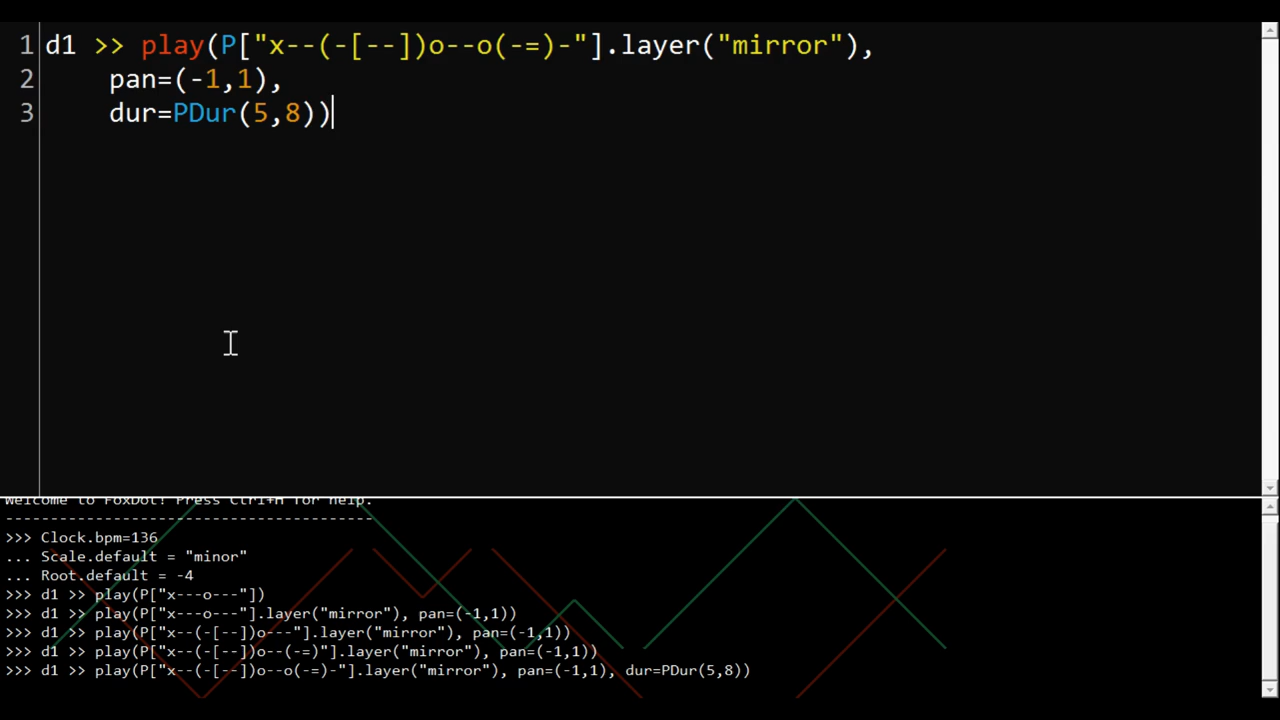 1 d1 >> play(P["x--(-[--])o--o(-=)-"].layer("mirror"),
2 pan=(-1,1),
3 dur=PDur(5,8))
Welcome to FoxDot! Press Ctrl+H for help.
-----------------------------------------
>>> Clock.bpm=136
... Scale.default = "minor"
... Root.default = -4
>>> d1 >> play(P["x---o---"])
>>> d1 >> play(P["x---o---"].layer("mirror"), pan=(-1,1))
>>> d1 >> play(P["x--(-[--])o---"].layer("mirror"), pan=(-1,1))
>>> d1 >> play(P["x--(-[--])o--(-=)"].layer("mirror"), pan=(-1,1))
>>> d1 >> play(P["x--(-[--])o--o(-=)-"].layer("mirror"), pan=(-1,1), dur=PDur(5,8))